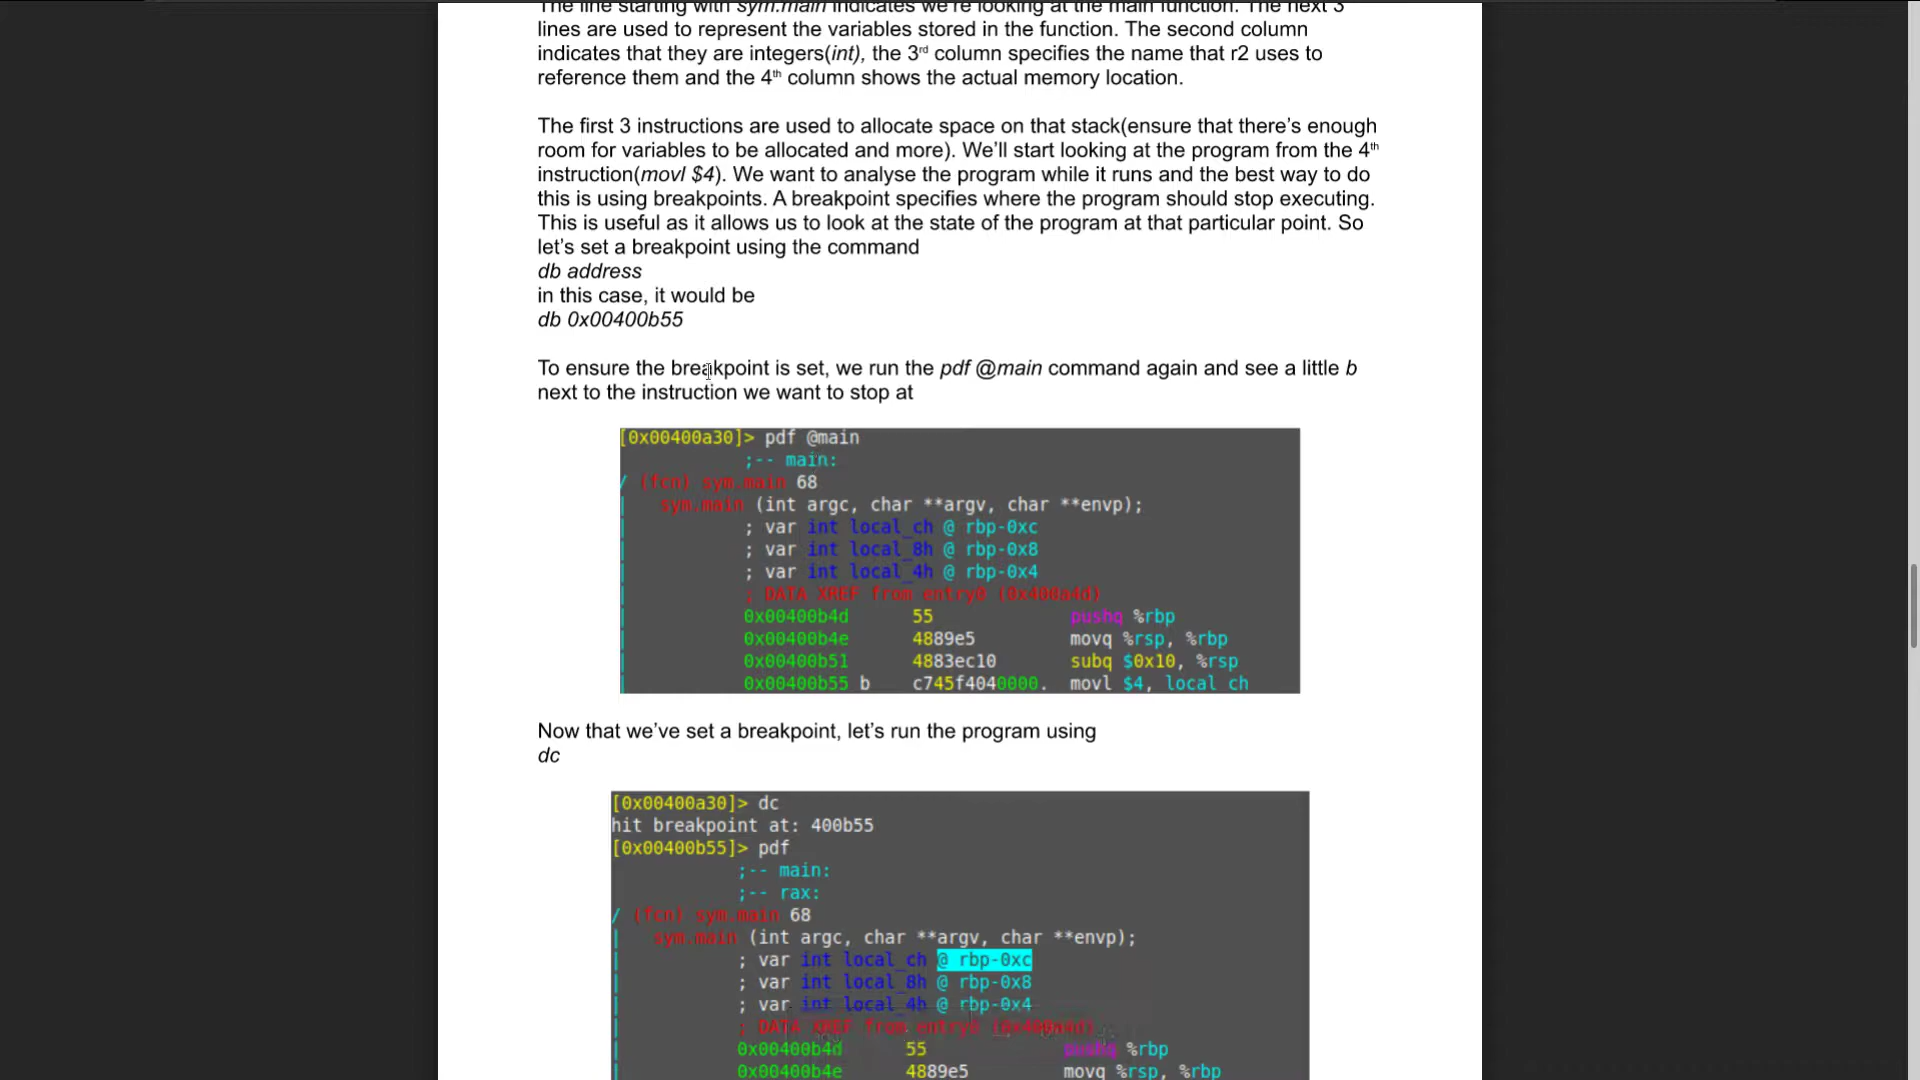 The line starting with sym.main indicates we're looking at the main function. The next 3
lines are used to represent the variables stored in the function. The second column
indicates that they are integers(int), the 3rd column specifies the name that r2 uses to
reference them and the 4th column shows the actual memory location.
The first 3 instructions are used to allocate space on that stack(ensure that there's enough
room for variables to be allocated and more). We'll start looking at the program from the 4th
instruction(movl $4). We want to analyse the program while it runs and the best way to do
this is using breakpoints. A breakpoint specifies where the program should stop executing.
This is useful as it allows us to look at the state of the program at that particular point. So
let's set a breakpoint using the command
db address
in this case, it would be
db 0x00400b55
To ensure the breakpoint is set, we run the pdf @main command again and see a little b
next to the instruction we want to stop at
[0x00400a30]> pdf @main
;-- main:
/ (fcn) sym.main 68
| sym.main (int argc, char **argv, char **envp);
| ; var int local_ch @ rbp-0xc
| ; var int local_8h @ rbp-0x8
| ; var int local_4h @ rbp-0x4
| ; DATA XREF from entry0 (0x400a4d)
| 0x00400b4d 55 pushq %rbp
| 0x00400b4e 4889e5 movq %rsp, %rbp
| 0x00400b51 4883ec10 subq $0x10, %rsp
| 0x00400b55 b c745f4040000. movl $4, local_ch
Now that we've set a breakpoint, let's run the program using
dc
[0x00400a30]> dc
hit breakpoint at: 400b55
[0x00400b55]> pdf
;-- main:
;-- rax:
/ (fcn) sym.main 68
| sym.main (int argc, char **argv, char **envp);
| ; var int local_ch @ rbp-0xc
| ; var int local_8h @ rbp-0x8
| ; var int local_4h @ rbp-0x4
| ; DATA XREF from entry0 (0x400a4d)
| 0x00400b4d 55 pushq %rbp
| 0x00400b4e 4889e5 movq %rsp, %rbp